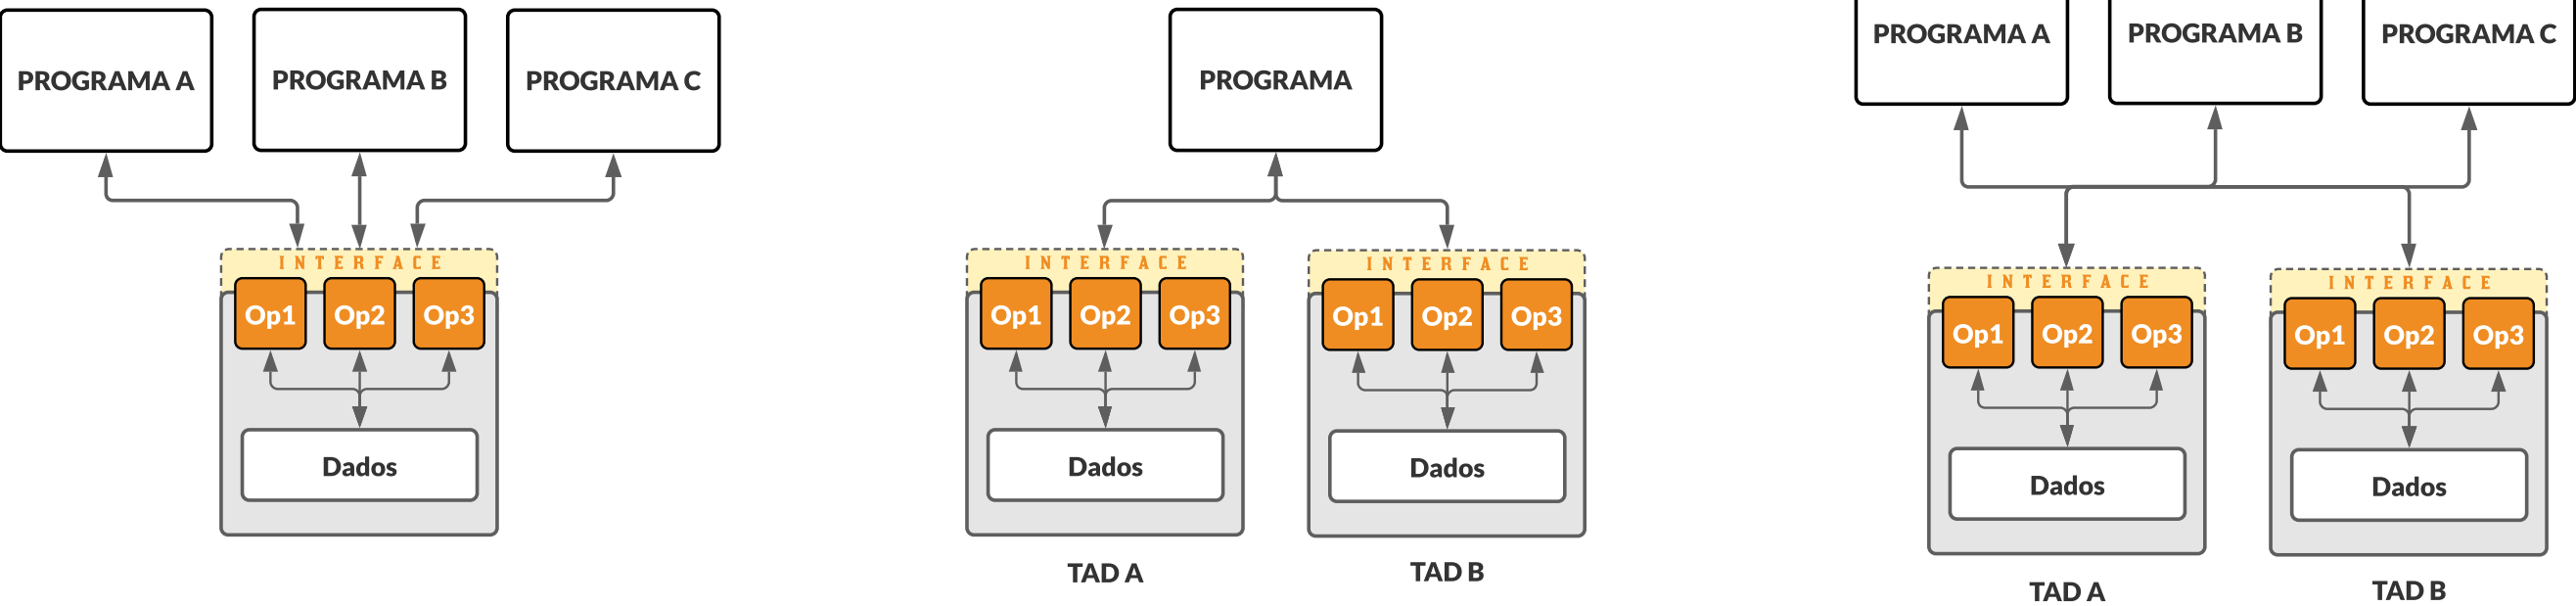 PROGRAMA A
PROGRAMA B
PROGRAMA C
INTERFACE
Op1 Op2 Op3
Dados
PROGRAMA
INTERFACE
Op1 Op2 Op3
Dados
TAD A
INTERFACE
Op1 Op2 Op3
Dados
TAD B
PROGRAMA A
PROGRAMA B
PROGRAMA C
INTERFACE
Op1 Op2 Op3
Dados
TAD A
INTERFACE
Op1 Op2 Op3
Dados
TAD B